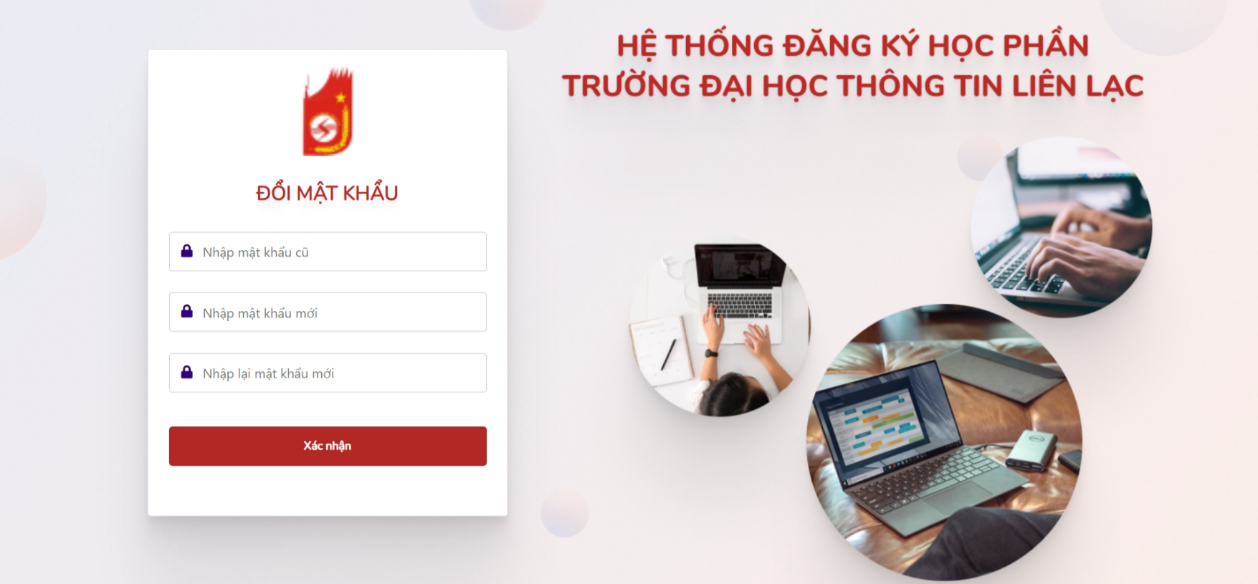 HỆ THỐNG ĐĂNG KÝ HỌC PHẦN
TRƯỜNG ĐẠI HỌC THÔNG TIN LIÊN LẠC
ĐỔI MẬT KHẨU
Nhập mật khẩu cũ
Nhập mật khẩu mới
Nhập lại mật khẩu mới
Xác nhận